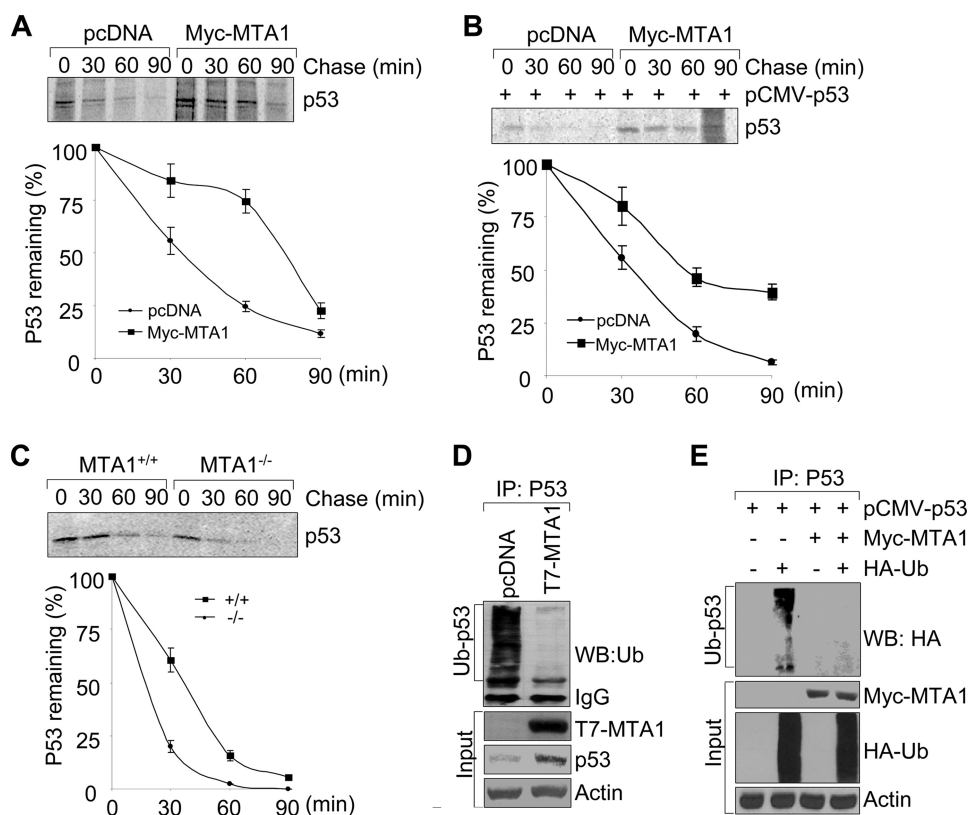 A
pcDNA Myc-MTA1
0 30 60 90 0 30 60 90 Chase (min)
p53
P53 remaining (%)
100
75
50
25
0
pcDNA
Myc-MTA1
0 30 60 90 (min)
B
pcDNA Myc-MTA1
0 30 60 90 0 30 60 90 Chase (min)
+ + + + + + + + pCMV-p53
p53
P53 remaining (%)
100
75
50
25
0
pcDNA
Myc-MTA1
0 30 60 90 (min)
C
MTA1+/+ MTA1-/-
0 30 60 90 0 30 60 90 Chase (min)
p53
P53 remaining (%)
100
75
50
25
0
+/+
-/-
0 30 60 90 (min)
D
IP: P53
pcDNA
T7-MTA1
Ub-p53
WB:Ub
IgG
Input
T7-MTA1
p53
Actin
E
IP: P53
+ + + + pCMV-p53
- - + + Myc-MTA1
- + - + HA-Ub
Ub-p53
WB: HA
Input
Myc-MTA1
HA-Ub
Actin